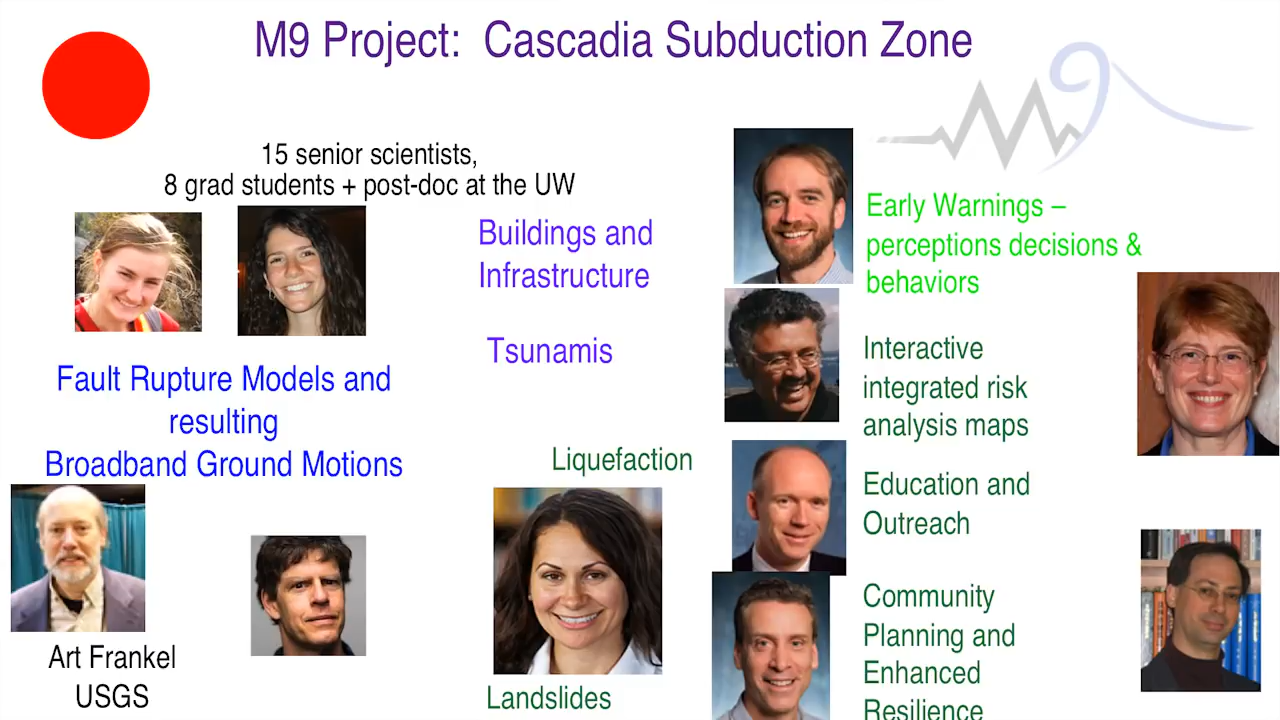 M9 Project: Cascadia Subduction Zone
M9
15 senior scientists,
8 grad students + post-doc at the UW
Buildings and
Infrastructure
Tsunamis
Fault Rupture Models and
resulting
Broadband Ground Motions
Liquefaction
Art Frankel
USGS
Landslides
Early Warnings –
perceptions decisions &
behaviors
Interactive
integrated risk
analysis maps
Education and
Outreach
Community
Planning and
Enhanced
Resilience